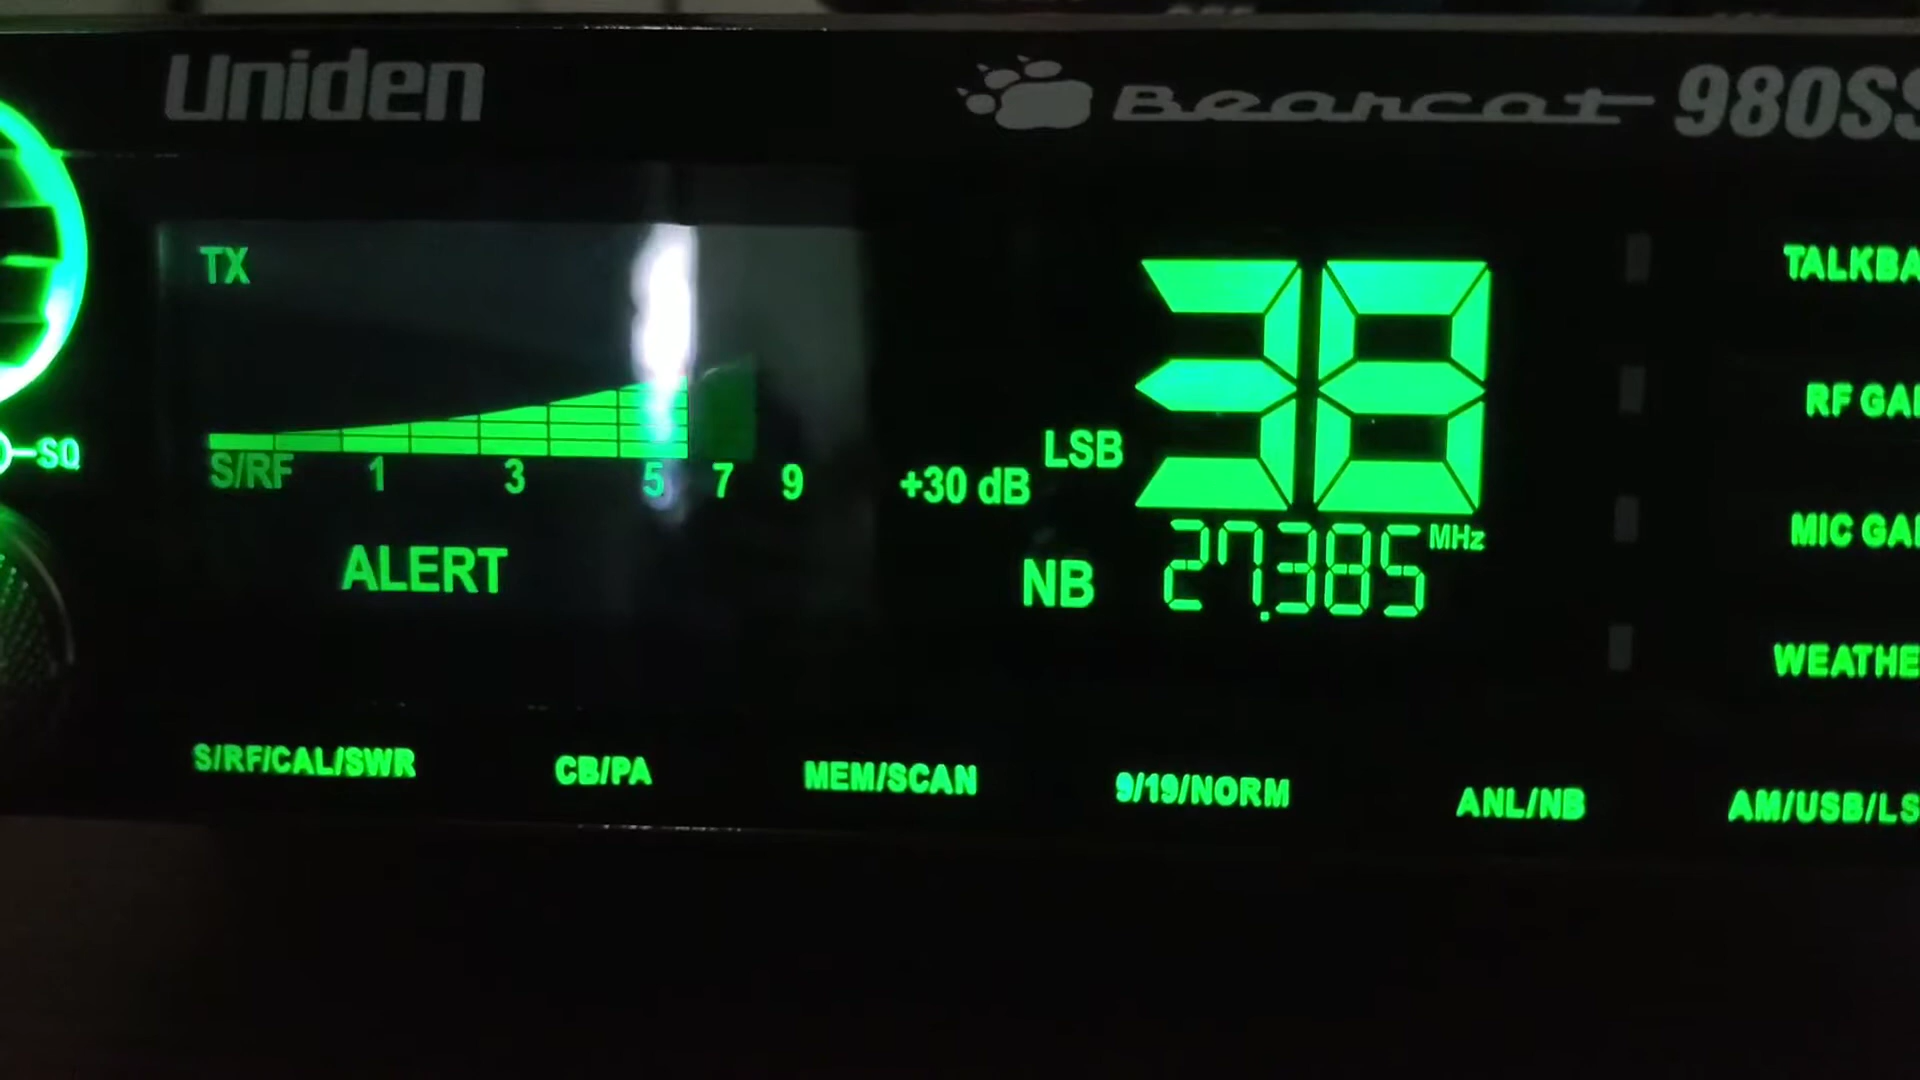 Uniden Bearcat 980SS
TX
38
TALKBA
S/RF 1 3 5 7 9 +30 dB
LSB
RF GAI
SQ
27.385 MHz
ALERT
NB
MIC GAI
WEATHE
S/RF/CAL/SWR CB/PA MEM/SCAN 9/19/NORM ANL/NB AM/USB/LS